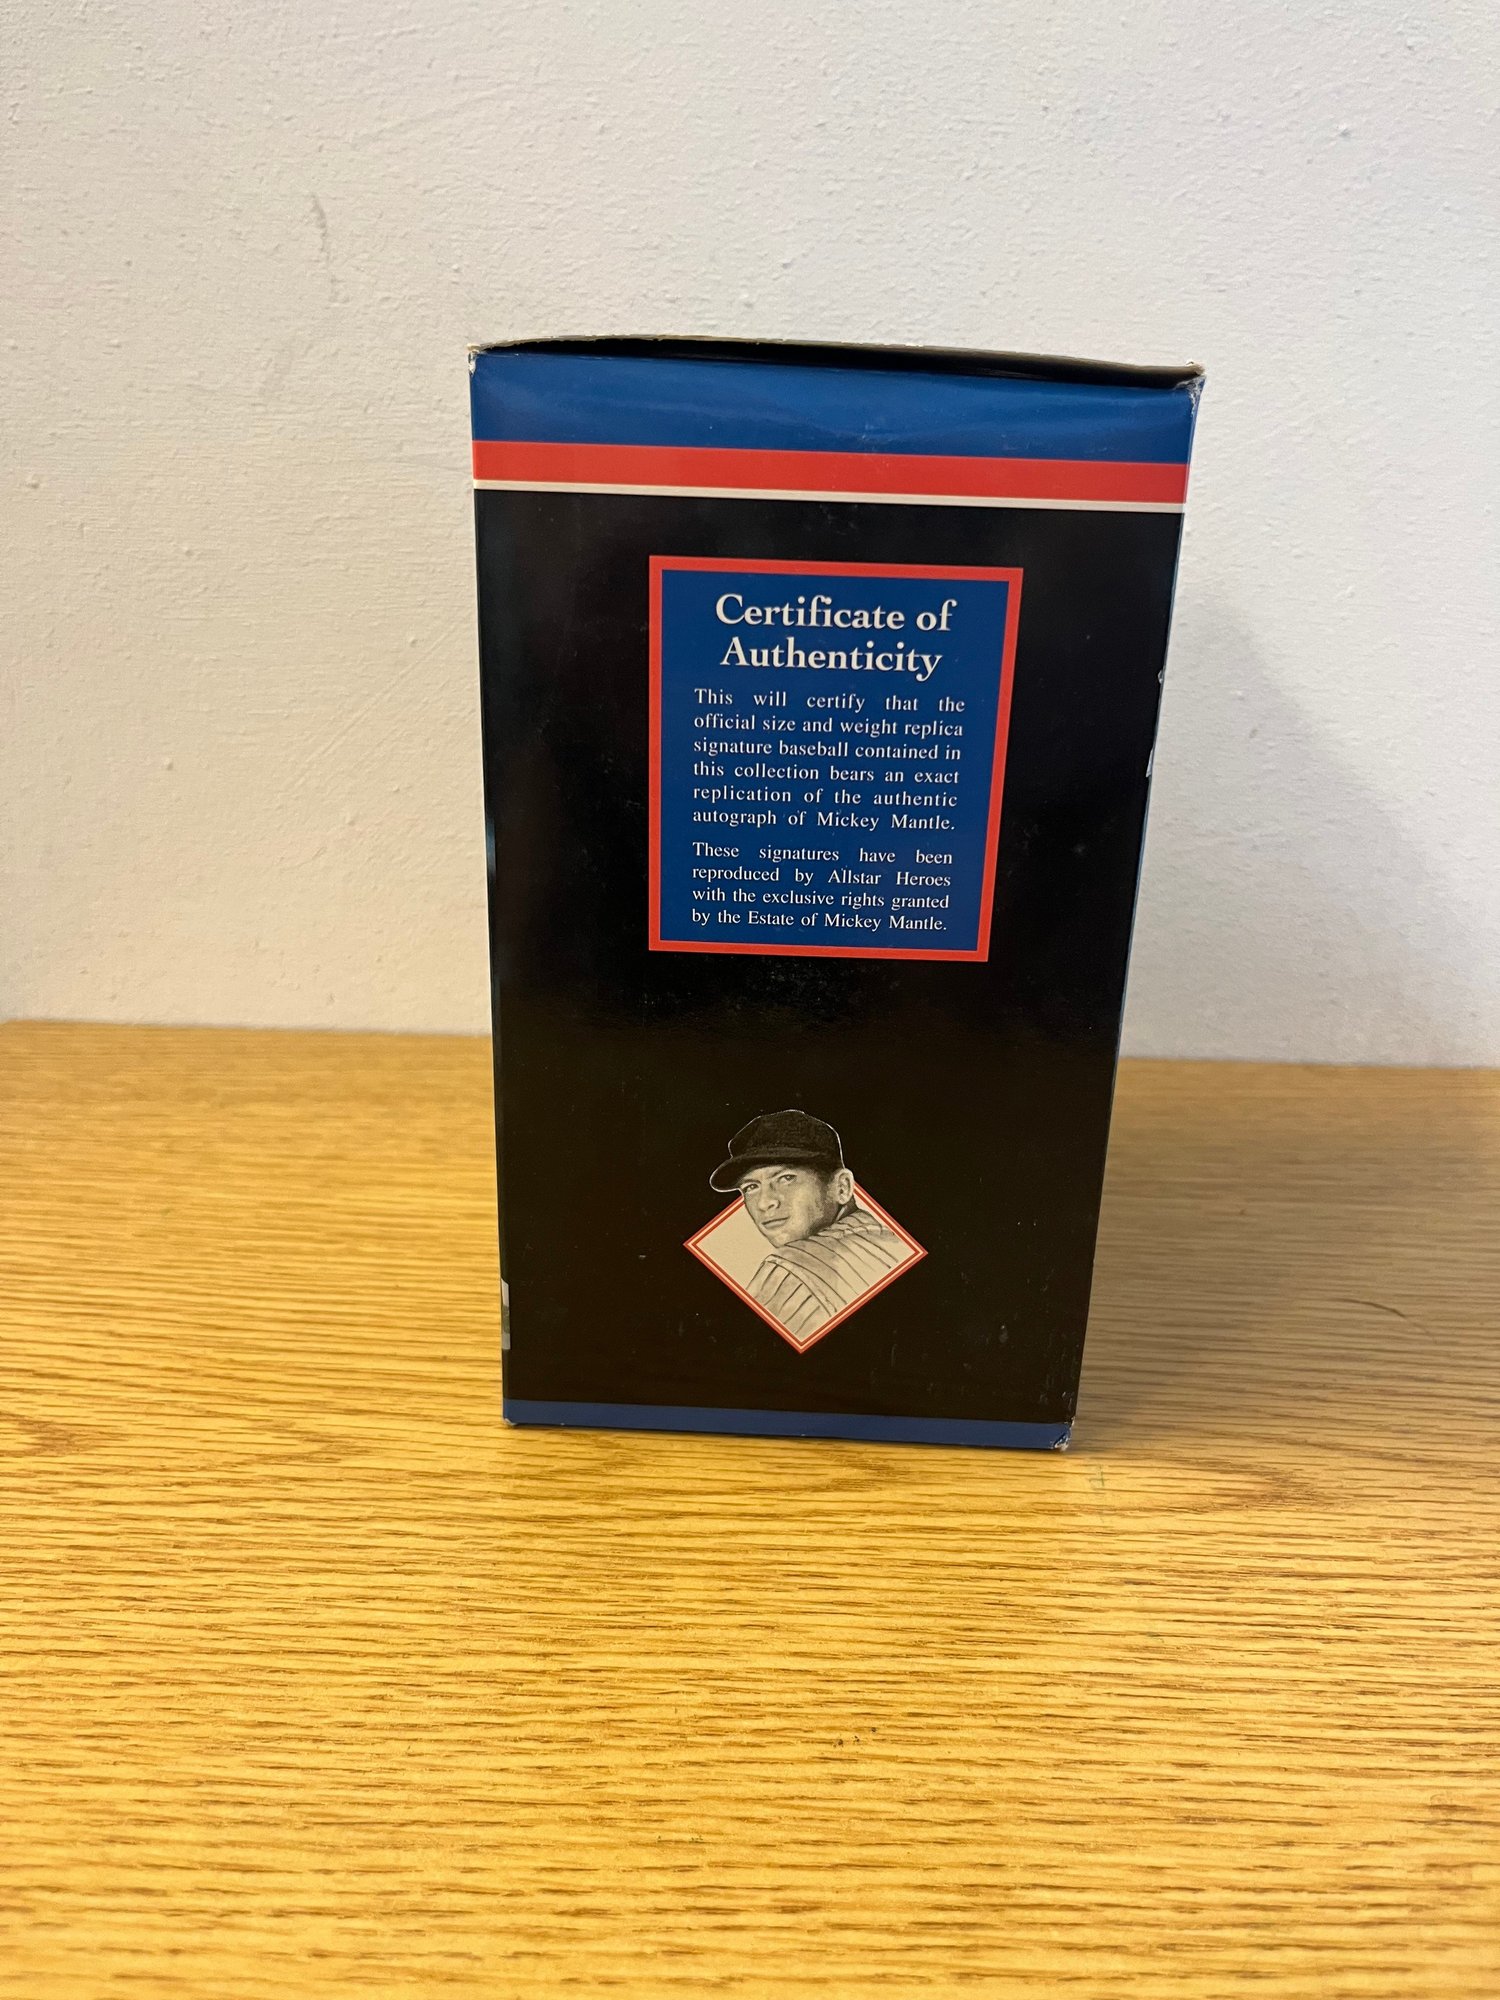 Certificate of
Authenticity
This will certify that the
official size and weight replica
signature baseball contained in
this collection bears an exact
replication of the authentic
autograph of Mickey Mantle.
These signatures have been
reproduced by Allstar Heroes
with the exclusive rights granted
by the Estate of Mickey Mantle.